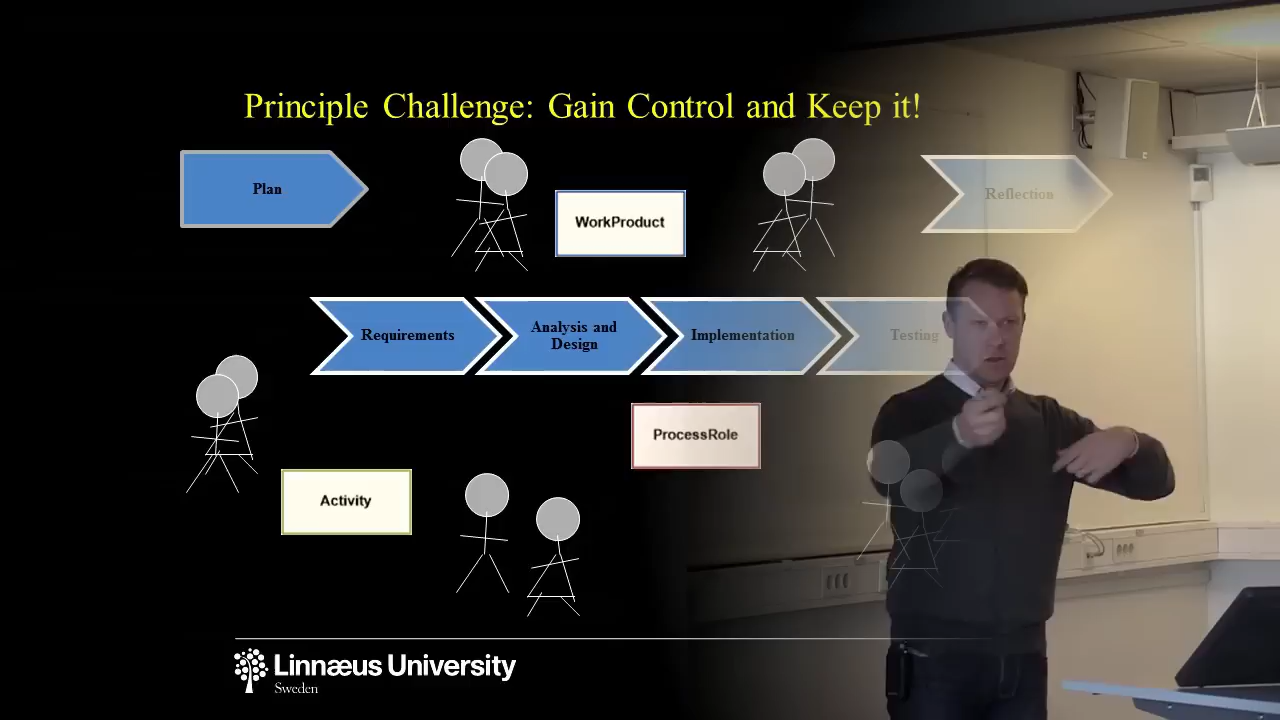 Principle Challenge: Gain Control and Keep it!
Plan
WorkProduct
Reflection
Requirements
Analysis and
Design
Implementation
Testing
ProcessRole
Activity
Linnæus University
Sweden